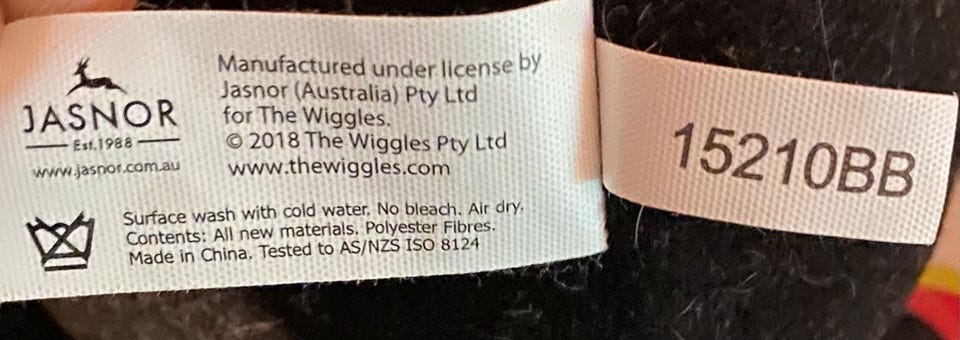 JASNOR
Est.1988
www.jasnor.com.au
Manufactured under license by
Jasnor (Australia) Pty Ltd
for The Wiggles.
© 2018 The Wiggles Pty Ltd
www.thewiggles.com
Surface wash with cold water. No bleach. Air dry.
Contents: All new materials. Polyester Fibres.
Made in China. Tested to AS/NZS ISO 8124
15210BB